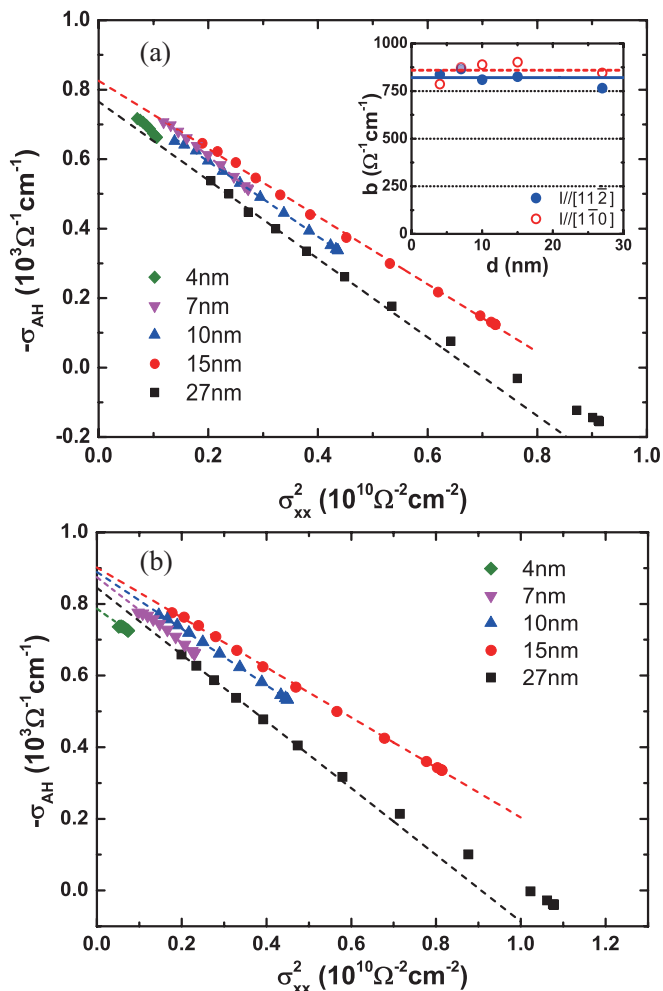 (a)
-σAH (10³Ω⁻¹cm⁻¹)
1.0
0.8
0.6
0.4
0.2
0.0
-0.2
4nm
7nm
10nm
15nm
27nm
b (Ω⁻¹cm⁻¹)
1000
750
500
250
I//[112̄]
I//[11̄0]
0 10 20 30
d (nm)
0.0 0.2 0.4 0.6 0.8 1.0
σ²xx (10¹⁰Ω⁻²cm⁻²)
(b)
-σAH (10³Ω⁻¹cm⁻¹)
1.0
0.8
0.6
0.4
0.2
0.0
4nm
7nm
10nm
15nm
27nm
0.0 0.2 0.4 0.6 0.8 1.0 1.2
σ²xx (10¹⁰Ω⁻²cm⁻²)